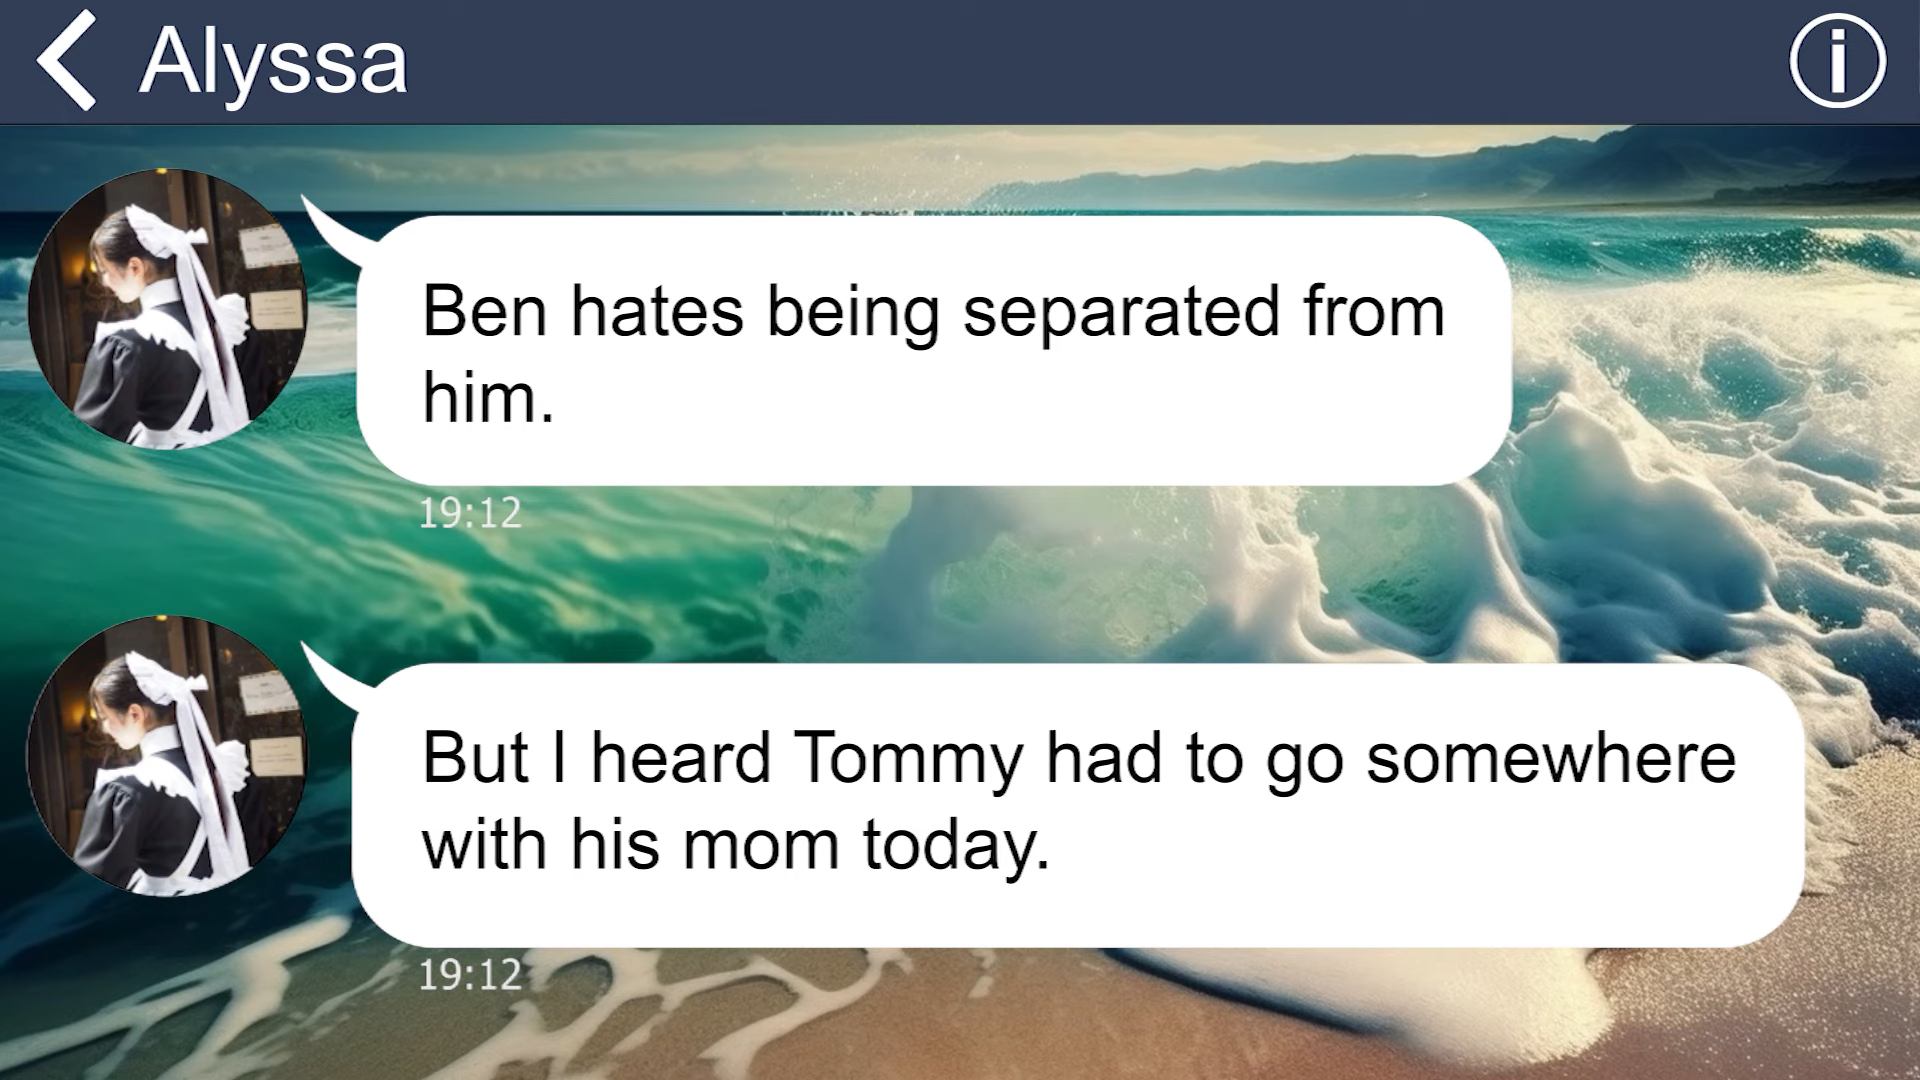 Alyssa
Ben hates being separated from
him.
19:12
But I heard Tommy had to go somewhere
with his mom today.
19:12